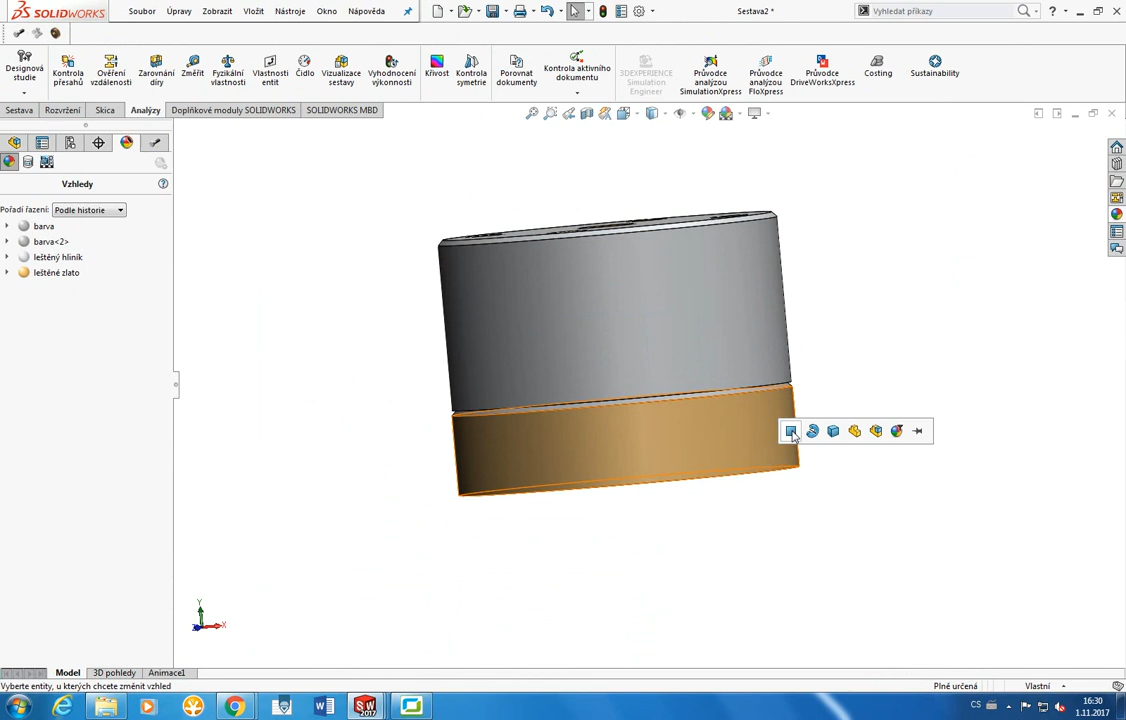 SOLIDWORKS
Soubor Úpravy Zobrazit Vložit Nástroje Okno Nápověda
Sestava2 *
Vyhledat příkazy
Designová studie
Kontrola přesahů
Ověření vzdálenosti
Zarovnání díry
Změřit
Fyzikální vlastnosti
Vlastnosti entit
Čidlo
Vizualizace sestavy
Vyhodnocení výkonnosti
Křivost
Kontrola symetrie
Porovnat dokumenty
Kontrola aktivního dokumentu
3DEXPERIENCE Simulation Engineer
Průvodce analýzou SimulationXpress
Průvodce analýzou FloXpress
Průvodce DriveWorksXpress
Costing
Sustainability
Sestava Rozvržení Skica Analýzy Doplňkové moduly SOLIDWORKS SOLIDWORKS MBD
Vzhledy
Pořadí řazení: Podle historie
barva
barva<2>
leštěný hliník
leštěné zlato
Y
X
Z
Model 3D pohledy Animace1
Vyberte entity, u kterých chcete změnit vzhled
Plně určená
Vlastní
CS
16:30
1.11.2017